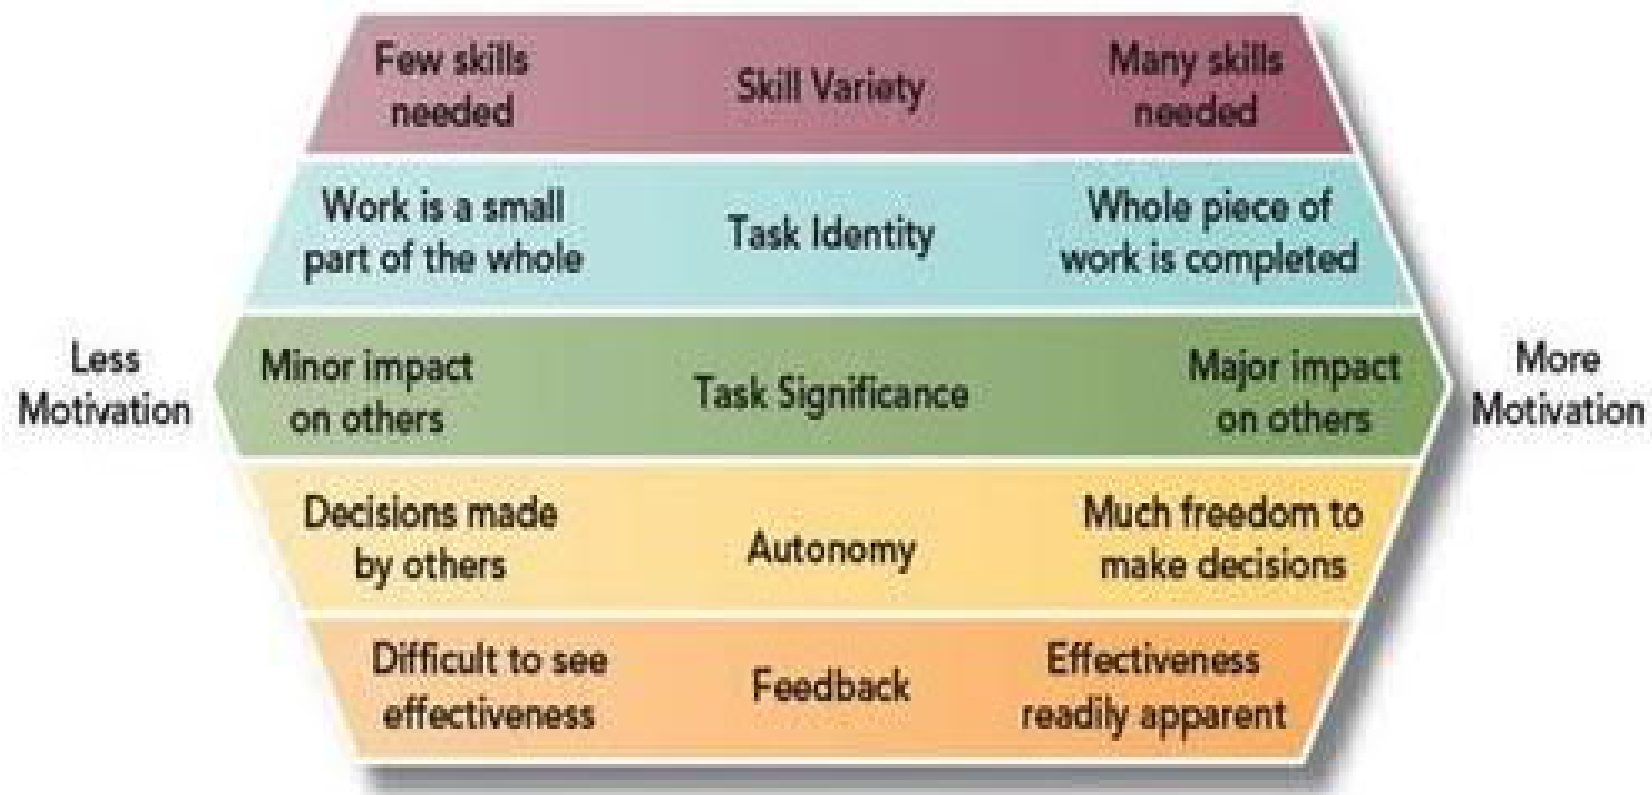 Few skills
needed
Skill Variety
Many skills
needed
Work is a small
part of the whole
Task Identity
Whole piece of
work is completed
Less
Motivation
Minor impact
on others
Task Significance
Major impact
on others
More
Motivation
Decisions made
by others
Autonomy
Much freedom to
make decisions
Difficult to see
effectiveness
Feedback
Effectiveness
readily apparent